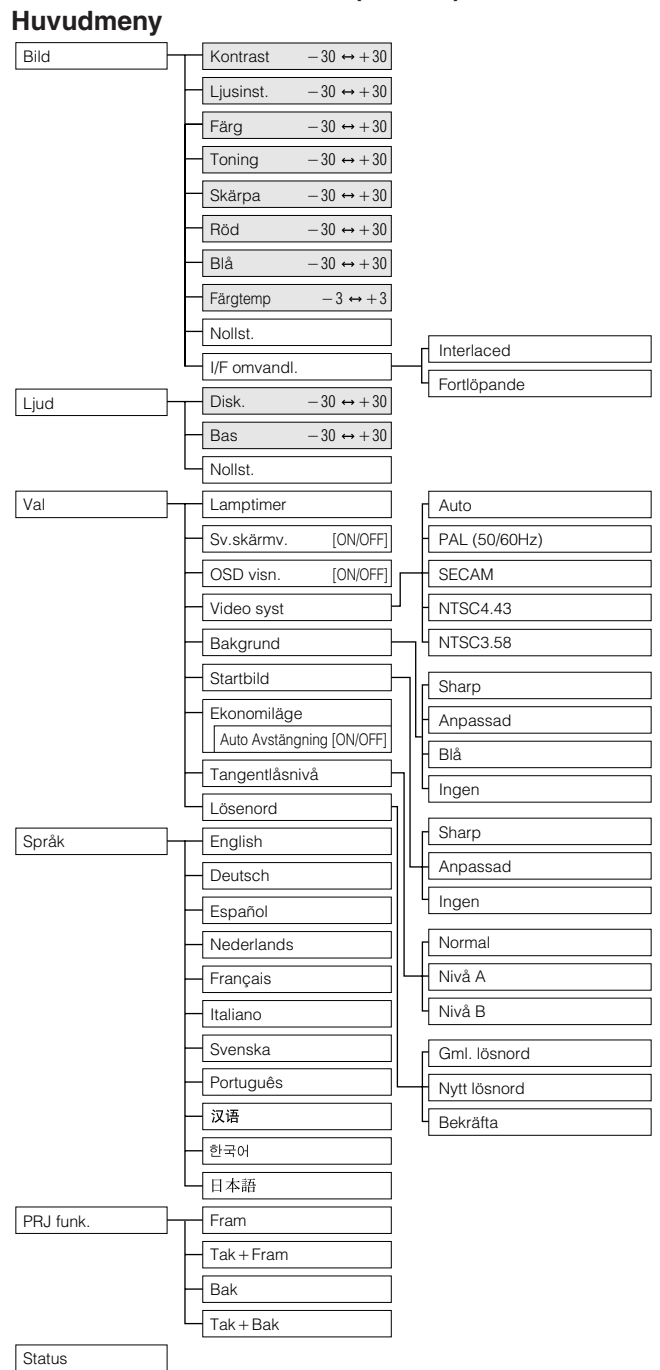 Huvudmeny
Bild
Kontrast −30 ↔ +30
Ljusinst. −30 ↔ +30
Färg −30 ↔ +30
Toning −30 ↔ +30
Skärpa −30 ↔ +30
Röd −30 ↔ +30
Blå −30 ↔ +30
Färgtemp −3 ↔ +3
Nollst.
I/F omvandl.
Interlaced
Fortlöpande
Ljud
Disk. −30 ↔ +30
Bas −30 ↔ +30
Nollst.
Val
Lamptimer
Sv.skärmv. [ON/OFF]
OSD visn. [ON/OFF]
Video syst
Auto
PAL (50/60Hz)
SECAM
NTSC4.43
NTSC3.58
Bakgrund
Sharp
Anpassad
Blå
Ingen
Startbild
Sharp
Anpassad
Ingen
Ekonomiläge
Auto Avstängning [ON/OFF]
Tangentlåsnivå
Normal
Nivå A
Nivå B
Lösenord
Gml. lösnord
Nytt lösnord
Bekräfta
Språk
English
Deutsch
Español
Nederlands
Français
Italiano
Svenska
Português
汉语
한국어
日本語
PRJ funk.
Fram
Tak+Fram
Bak
Tak+Bak
Status